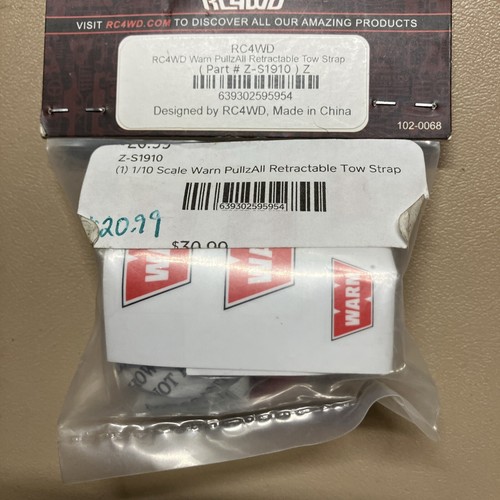 RC4WD
VISIT RC4WD.COM TO DISCOVER ALL OUR AMAZING PRODUCTS
RC4WD
RC4WD Warn PullzAll Retractable Tow Strap
( Part # Z-S1910 ) Z
639302595954
Designed by RC4WD, Made in China
102-0068
Z-S1910
(1) 1/10 Scale Warn PullzAll Retractable Tow Strap
639302595954
$20.99
$30.99
WARN
WARN
WARN